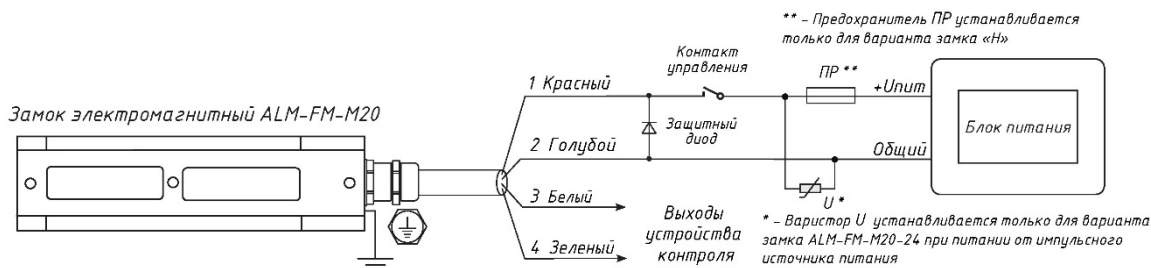 ** – Предохранитель ПР устанавливается
только для варианта замка «Н»
Контакт
управления
1 Красный
ПР **
+Uпит
Замок электромагнитный ALM-FM-M20
Защитный
диод
Блок питания
2 Голубой
Общий
3 Белый
U *
Выходы
устройства
контроля
4 Зеленый
* – Варистор U устанавливается только для варианта
замка ALM-FM-M20-24 при питании от импульсного
источника питания